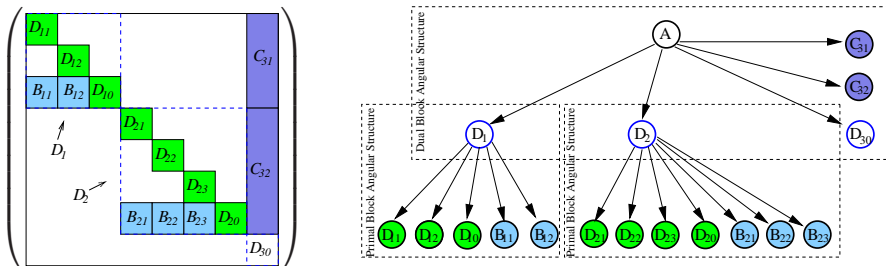 D11
D12
C31
B11 B12 D10
D21
D1
D22
C32
D2
D23
B21 B22 B23 D20
D30
Dual Block Angular Structure
A
C31
C32
Primal Block Angular Structure
D1
Primal Block Angular Structure
D2
D30
D11 D12 D10 B11 B12
D21 D22 D23 D20 B21 B22 B23